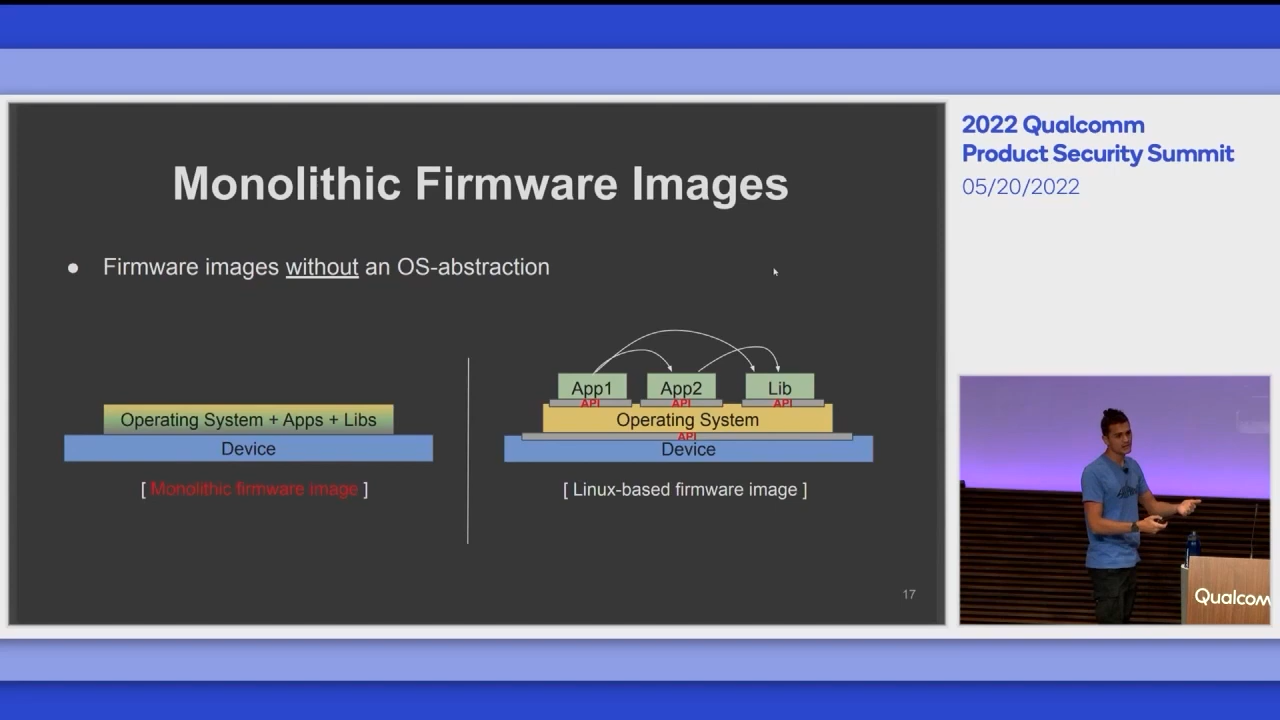 Monolithic Firmware Images
● Firmware images without an OS-abstraction
Operating System + Apps + Libs
Device
[ Monolithic firmware image ]
App1
App2
Lib
API
API
API
Operating System
API
Device
[ Linux-based firmware image ]
17
2022 Qualcomm
Product Security Summit
05/20/2022
Qualcom